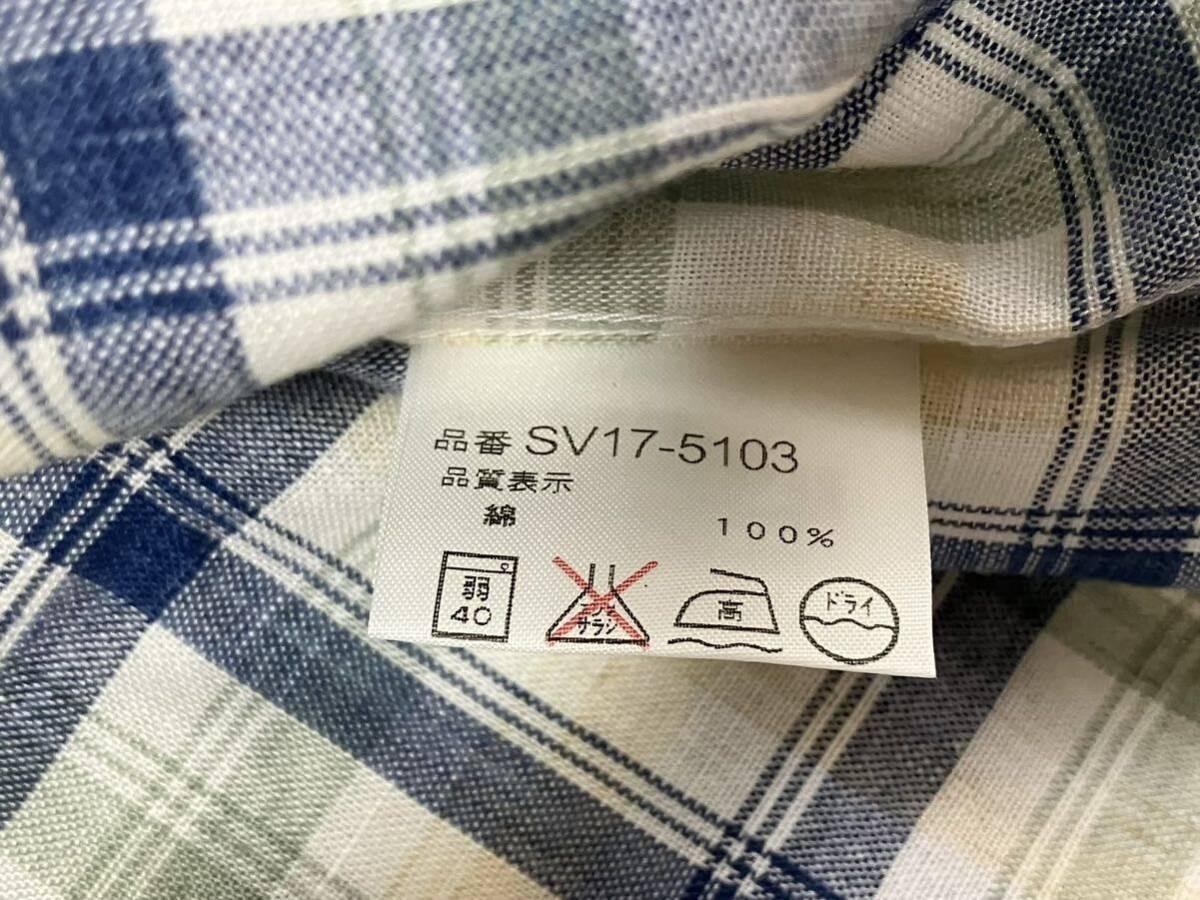 品番 SV17-5103
品質表示
綿 100%
弱 40
エンソ サラシ
高
ドライ